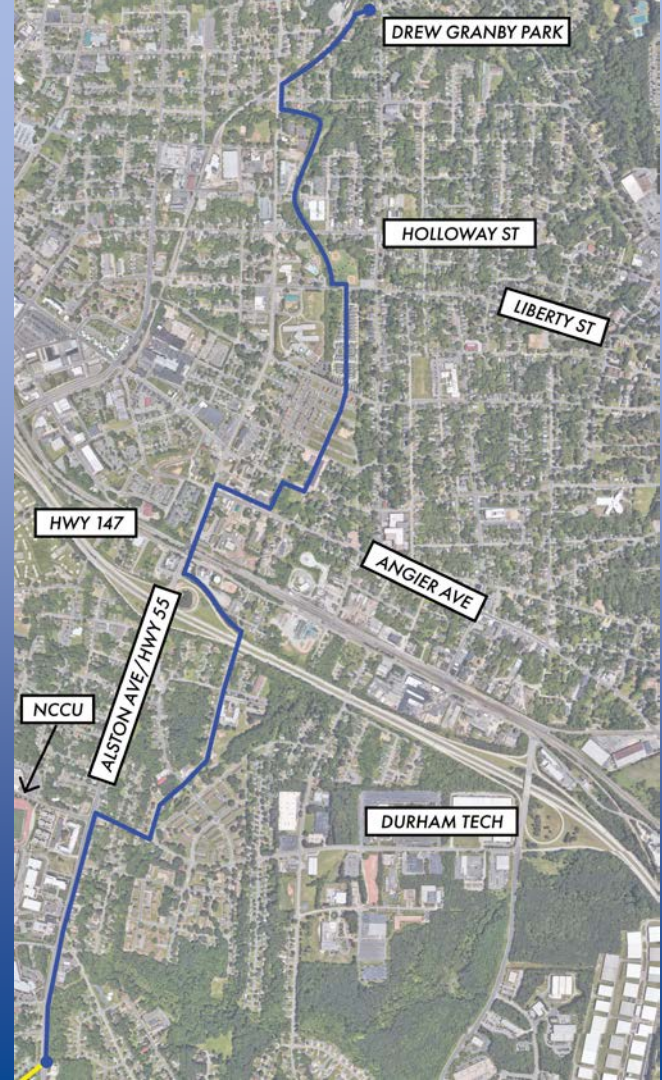 DREW GRANBY PARK
HOLLOWAY ST
LIBERTY ST
HWY 147
ANGIER AVE
ALSTON AVE/HWY 55
NCCU
DURHAM TECH